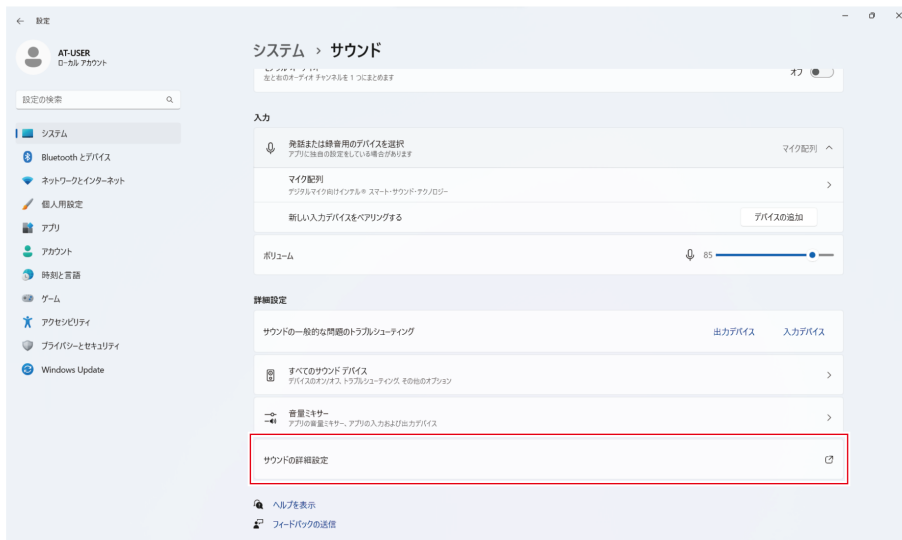 設定
AT-USER
ローカル アカウント
設定の検索
システム
Bluetooth とデバイス
ネットワークとインターネット
個人用設定
アプリ
アカウント
時刻と言語
ゲーム
アクセシビリティ
プライバシーとセキュリティ
Windows Update
システム › サウンド
左と右のオーディオ チャンネルを 1 つにまとめます
オフ
入力
発話または録音用のデバイスを選択
アプリに独自の設定をしている場合があります
マイク配列
マイク配列
デジタルマイク向けインテル® スマート・サウンド・テクノロジー
新しい入力デバイスをペアリングする
デバイスの追加
ボリューム
85
詳細設定
サウンドの一般的な問題のトラブルシューティング
出力デバイス
入力デバイス
すべてのサウンド デバイス
デバイスのオン/オフ、トラブルシューティング、その他のオプション
音量ミキサー
アプリの音量ミキサー、アプリの入力および出力デバイス
サウンドの詳細設定
ヘルプを表示
フィードバックの送信